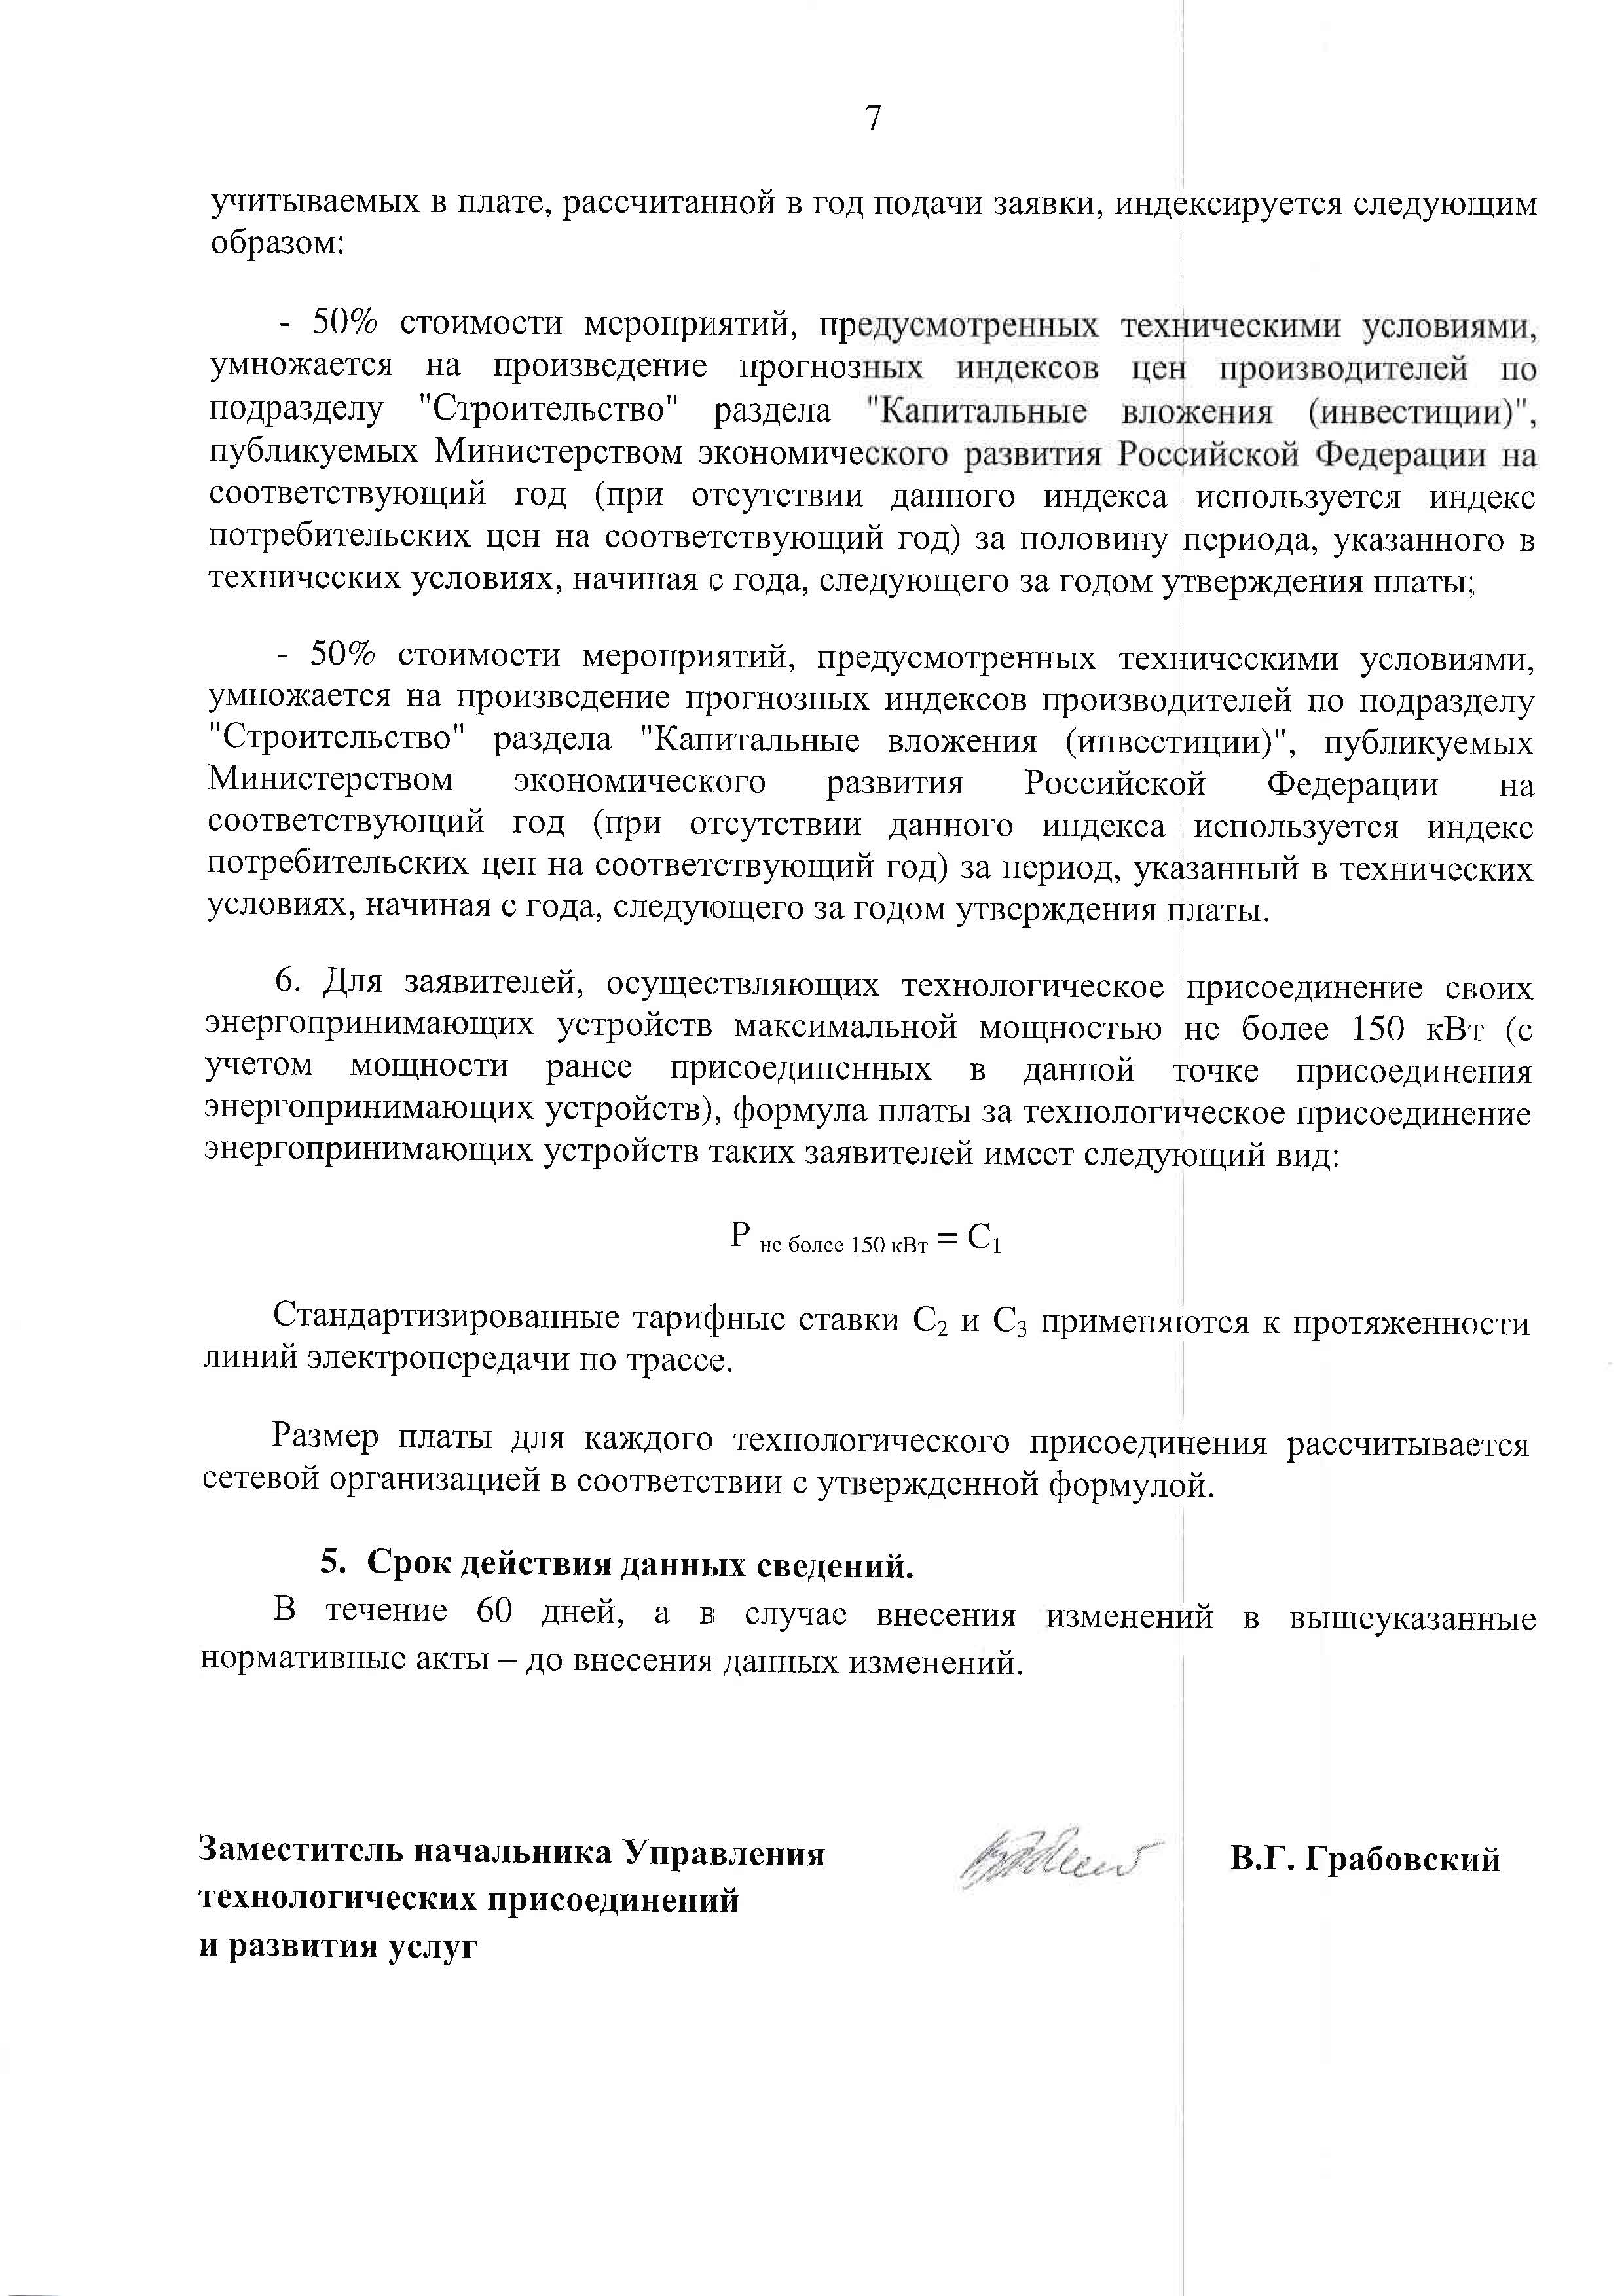 7
учитываемых в плате, рассчитанной в год подачи заявки, индексируется следующим
образом:
- 50% стоимости мероприятий, предусмотренных техническими условиями,
умножается на произведение прогнозных индексов цен производителей по
подразделу "Строительство" раздела "Капитальные вложения (инвестиции)",
публикуемых Министерством экономического развития Российской Федерации на
соответствующий год (при отсутствии данного индекса используется индекс
потребительских цен на соответствующий год) за половину периода, указанного в
технических условиях, начиная с года, следующего за годом утверждения платы;
- 50% стоимости мероприятий, предусмотренных техническими условиями,
умножается на произведение прогнозных индексов производителей по подразделу
"Строительство" раздела "Капитальные вложения (инвестиции)", публикуемых
Министерством экономического развития Российской Федерации на
соответствующий год (при отсутствии данного индекса используется индекс
потребительских цен на соответствующий год) за период, указанный в технических
условиях, начиная с года, следующего за годом утверждения платы.
6. Для заявителей, осуществляющих технологическое присоединение своих
энергопринимающих устройств максимальной мощностью не более 150 кВт (с
учетом мощности ранее присоединенных в данной точке присоединения
энергопринимающих устройств), формула платы за технологическое присоединение
энергопринимающих устройств таких заявителей имеет следующий вид:
Р не более 150 кВт = С₁
Стандартизированные тарифные ставки С₂ и С₃ применяются к протяженности
линий электропередачи по трассе.
Размер платы для каждого технологического присоединения рассчитывается
сетевой организацией в соответствии с утвержденной формулой.
5. Срок действия данных сведений.
В течение 60 дней, а в случае внесения изменений в вышеуказанные
нормативные акты – до внесения данных изменений.
Заместитель начальника Управления В.Г. Грабовский
технологических присоединений
и развития услуг